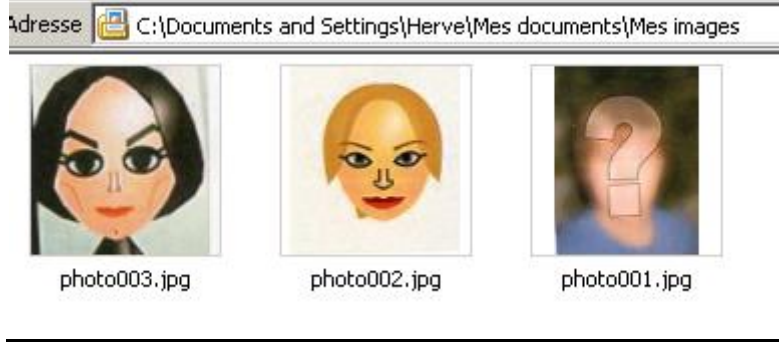 Adresse C:\Documents and Settings\Herve\Mes documents\Mes images
photo003.jpg photo002.jpg photo001.jpg